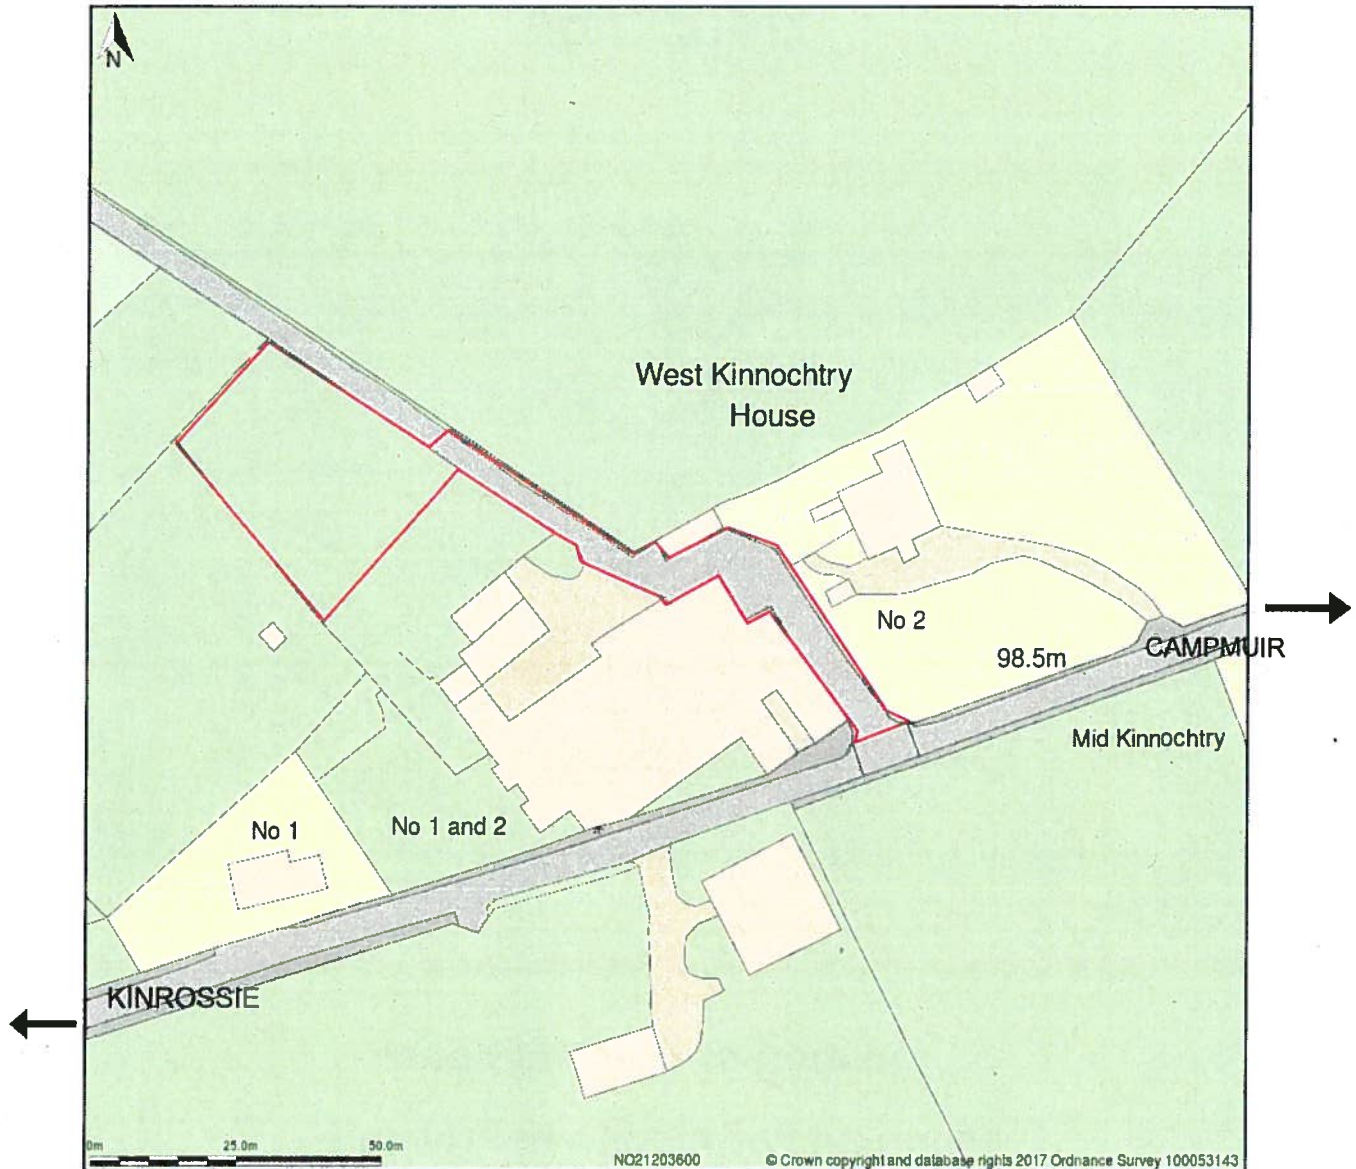 N
West Kinnochtry
House
No 2
98.5m
CAMPMUIR
Mid Kinnochtry
No 1
No 1 and 2
KINROSSIE
0m 25.0m 50.0m
NO21203600 © Crown copyright and database rights 2017 Ordnance Survey 100053143